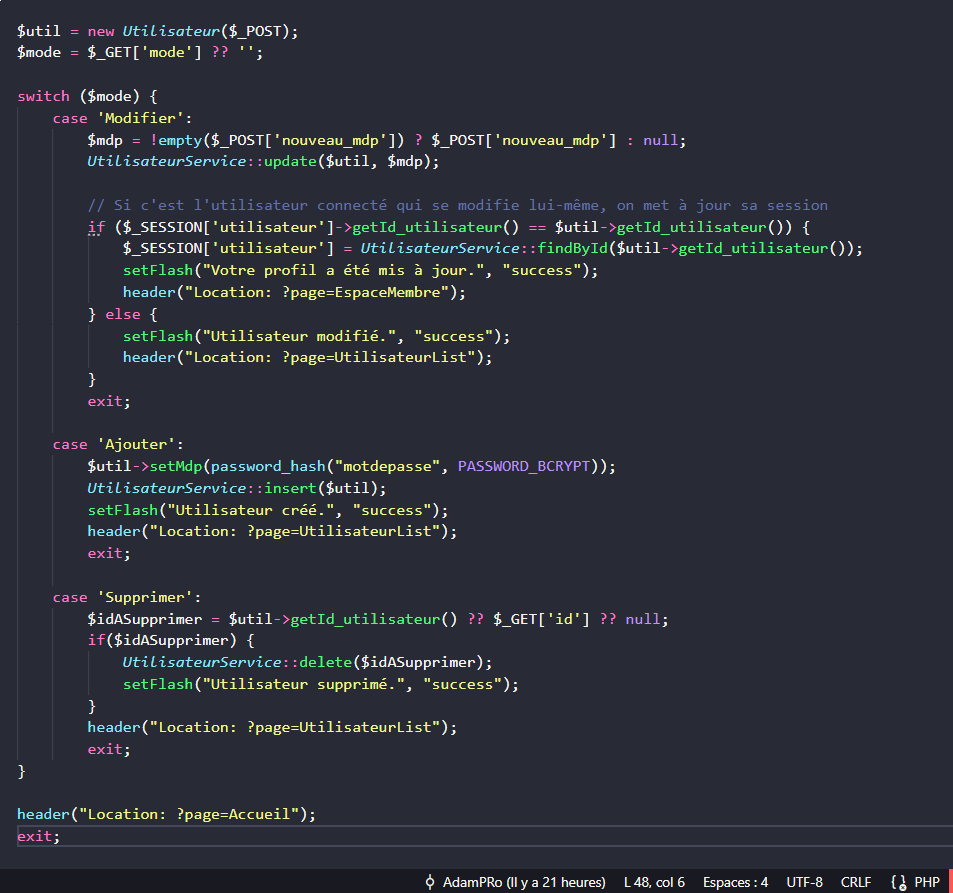 $util = new Utilisateur($_POST);
$mode = $_GET['mode'] ?? '';
switch ($mode) {
case 'Modifier':
$mdp = !empty($_POST['nouveau_mdp']) ? $_POST['nouveau_mdp'] : null;
UtilisateurService::update($util, $mdp);
// Si c'est l'utilisateur connecté qui se modifie lui-même, on met à jour sa session
if ($_SESSION['utilisateur']->getId_utilisateur() == $util->getId_utilisateur()) {
$_SESSION['utilisateur'] = UtilisateurService::findById($util->getId_utilisateur());
setFlash("Votre profil a été mis à jour.", "success");
header("Location: ?page=EspaceMembre");
} else {
setFlash("Utilisateur modifié.", "success");
header("Location: ?page=UtilisateurList");
}
exit;
case 'Ajouter':
$util->setMdp(password_hash("motdepasse", PASSWORD_BCRYPT));
UtilisateurService::insert($util);
setFlash("Utilisateur créé.", "success");
header("Location: ?page=UtilisateurList");
exit;
case 'Supprimer':
$idASupprimer = $util->getId_utilisateur() ?? $_GET['id'] ?? null;
if($idASupprimer) {
UtilisateurService::delete($idASupprimer);
setFlash("Utilisateur supprimé.", "success");
}
header("Location: ?page=UtilisateurList");
exit;
}
header("Location: ?page=Accueil");
exit;
AdamPRo (Il y a 21 heures) L 48, col 6 Espaces : 4 UTF-8 CRLF PHP